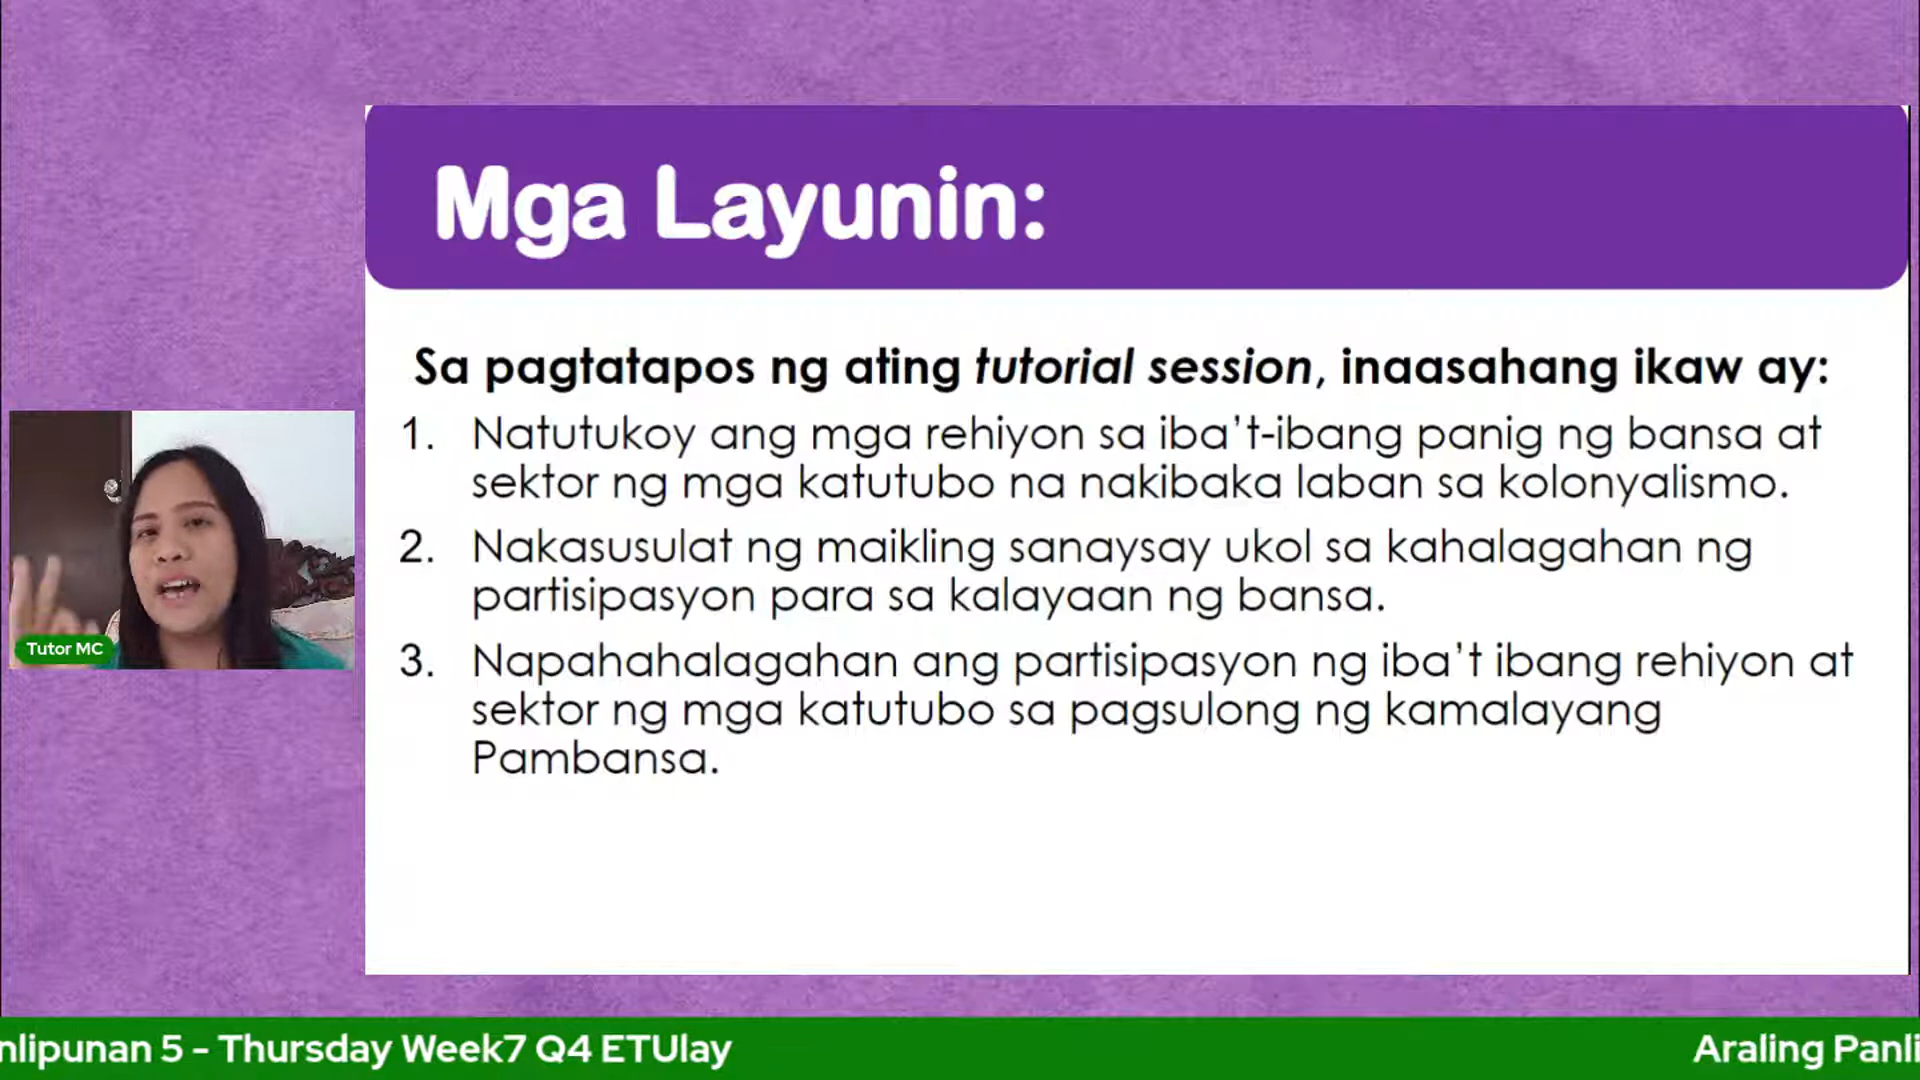 Mga Layunin:
Sa pagtatapos ng ating tutorial session, inaasahang ikaw ay:
1. Natutukoy ang mga rehiyon sa iba't-ibang panig ng bansa at
sektor ng mga katutubo na nakibaka laban sa kolonyalismo.
2. Nakasusulat ng maikling sanaysay ukol sa kahalagahan ng
partisipasyon para sa kalayaan ng bansa.
3. Napahahalagahan ang partisipasyon ng iba't ibang rehiyon at
sektor ng mga katutubo sa pagsulong ng kamalayang
Pambansa.
Tutor MC
nlipunan 5 - Thursday Week7 Q4 ETUlay
Araling Panli